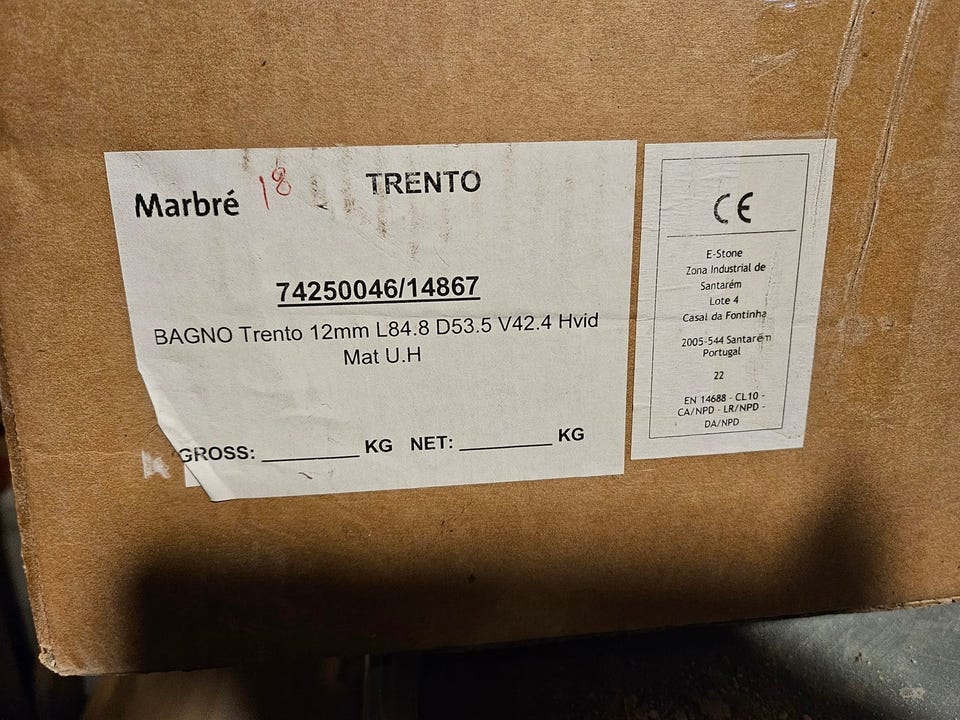 Marbré
18
TRENTO
74250046/14867
BAGNO Trento 12mm L84.8 D53.5 V42.4 Hvid
Mat U.H
GROSS: ________ KG NET: ________ KG
CE
E-Stone
Zona Industrial de
Santarém
Lote 4
Casal da Fontinha
2005-544 Santarém
Portugal
22
EN 14688 - CL10 -
CA/NPD - LR/NPD -
DA/NPD